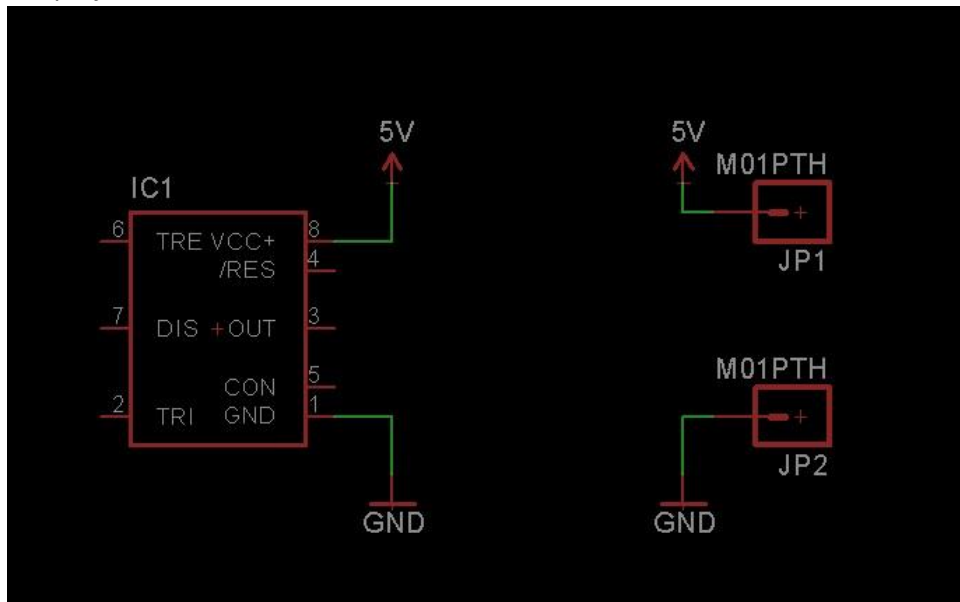 5V
5V
M01PTH
IC1
6
TRE
VCC+
8
/RES
4
JP1
7
DIS
OUT
3
M01PTH
CON
5
2
TRI
GND
1
JP2
GND
GND